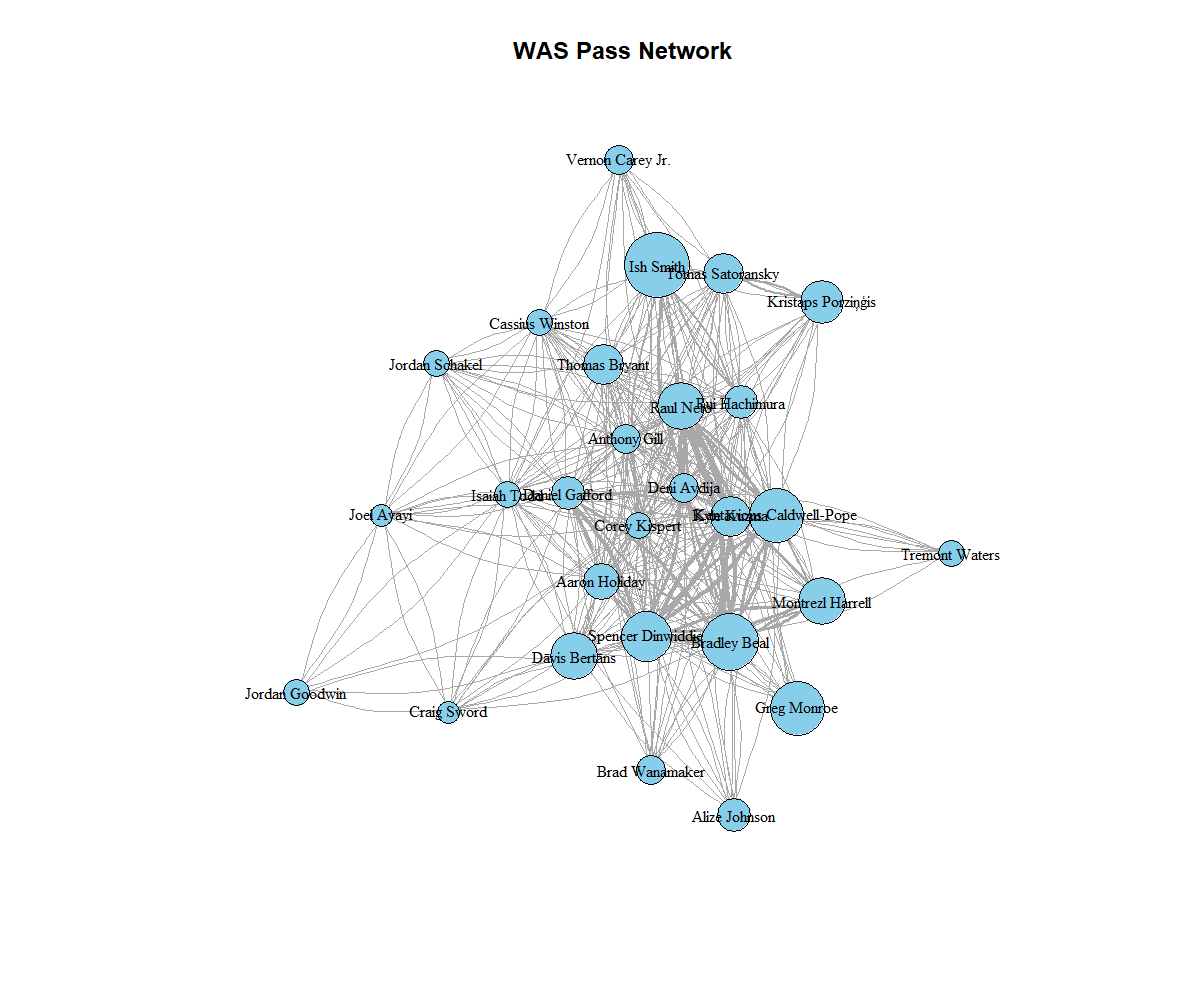 WAS Pass Network
Vernon Carey Jr.
Ish Smith
Tomas Satoransky
Kristaps Porziņģis
Cassius Winston
Jordan Schakel
Thomas Bryant
Raul Neto
Rui Hachimura
Anthony Gill
Deni Avdija
Isaiah Todd
Daniel Gafford
Joel Ayayi
Corey Kispert
Kyle Kuzma
Kentavious Caldwell-Pope
Tremont Waters
Aaron Holiday
Montrezl Harrell
Spencer Dinwiddie
Bradley Beal
Dāvis Bertāns
Jordan Goodwin
Craig Sword
Greg Monroe
Brad Wanamaker
Alize Johnson